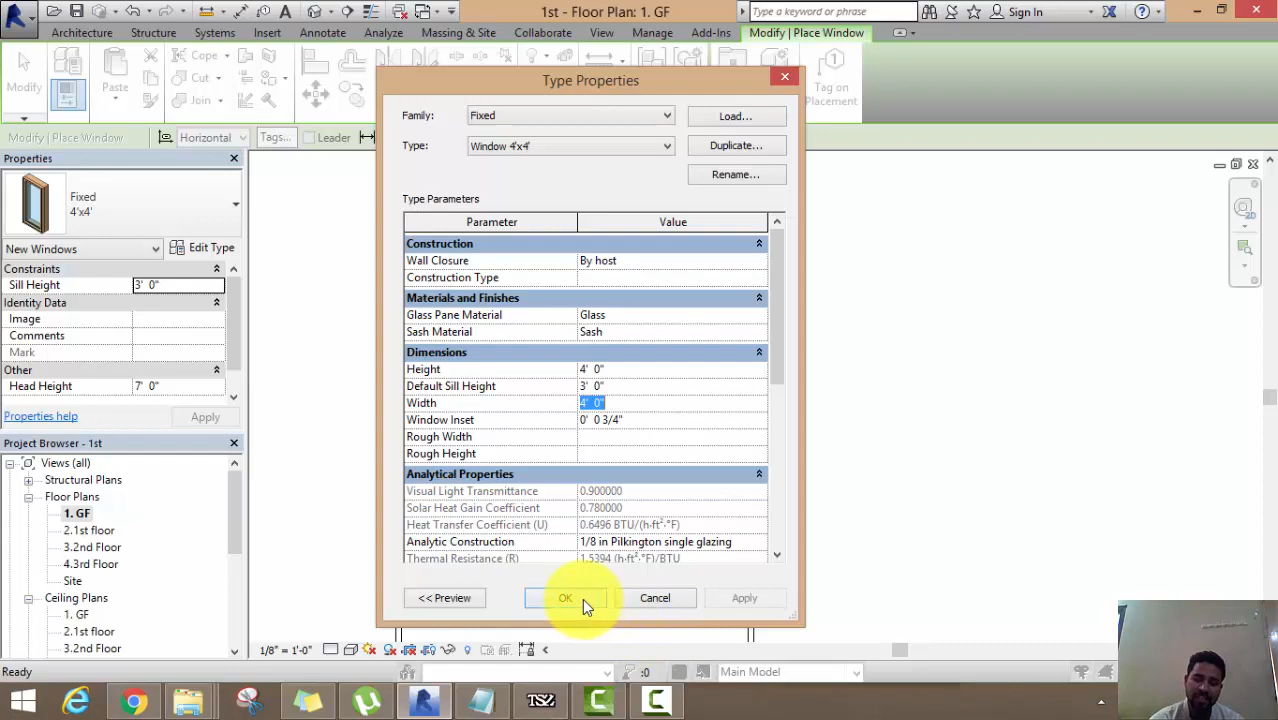 1st - Floor Plan: 1. GF
Type a keyword or phrase
Sign In
Architecture Structure Systems Insert Annotate Analyze Massing & Site Collaborate View Manage Add-Ins Modify | Place Window
Modify
Paste
Cope
Cut
Join
Tag on
Placement
Modify | Place Window
Horizontal
Tags...
Leader
Type Properties
Family:
Fixed
Load...
Type:
Window 4'x4'
Duplicate...
Rename...
Type Parameters
Parameter Value
Construction
Wall Closure By host
Construction Type
Materials and Finishes
Glass Pane Material Glass
Sash Material Sash
Dimensions
Height 4' 0"
Default Sill Height 3' 0"
Width 4' 0"
Window Inset 0' 0 3/4"
Rough Width
Rough Height
Analytical Properties
Visual Light Transmittance 0.900000
Solar Heat Gain Coefficient 0.780000
Heat Transfer Coefficient (U) 0.6496 BTU/(h·ft²·°F)
Analytic Construction 1/8 in Pilkington single glazing
Thermal Resistance (R) 1.5394 (h·ft²·°F)/BTU
<< Preview
OK
Cancel
Apply
Properties
Fixed
4'x4'
New Windows
Edit Type
Constraints
Sill Height 3' 0"
Identity Data
Image
Comments
Mark
Other
Head Height 7' 0"
Properties help
Apply
Project Browser - 1st
Views (all)
Structural Plans
Floor Plans
1. GF
2.1st floor
3.2nd Floor
4.3rd Floor
Site
Ceiling Plans
1. GF
2.1st floor
3.2nd Floor
1/8" = 1'-0"
Ready
:0
Main Model
TSZ